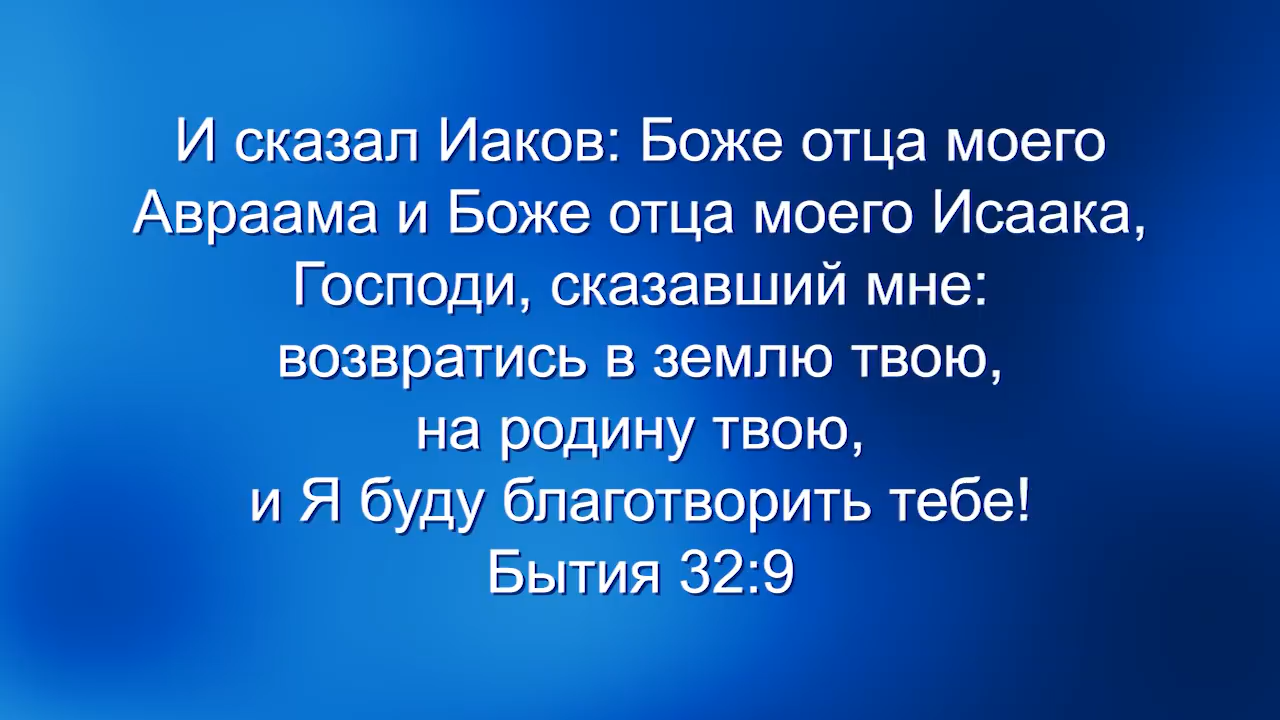 И сказал Иаков: Боже отца моего
Авраама и Боже отца моего Исаака,
Господи, сказавший мне:
возвратись в землю твою,
на родину твою,
и Я буду благотворить тебе!
Бытия 32:9